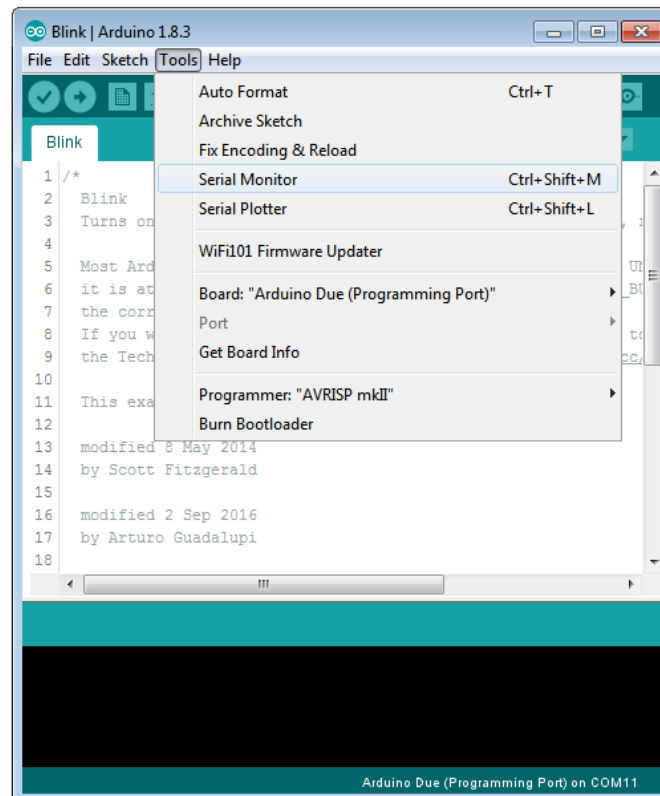 Blink | Arduino 1.8.3
File Edit Sketch Tools Help
Auto Format Ctrl+T
Archive Sketch
Fix Encoding & Reload
Serial Monitor Ctrl+Shift+M
Serial Plotter Ctrl+Shift+L
WiFi101 Firmware Updater
Board: "Arduino Due (Programming Port)"
Port
Get Board Info
Programmer: "AVRISP mkII"
Burn Bootloader
Blink
1 /*
2 Blink
3 Turns on
4
5 Most Ard
6 it is at
7 the corr
8 If you w to
9 the Tech cc/
10
11 This exa
12
13 modified 8 May 2014
14 by Scott Fitzgerald
15
16 modified 2 Sep 2016
17 by Arturo Guadalupi
18
Arduino Due (Programming Port) on COM11